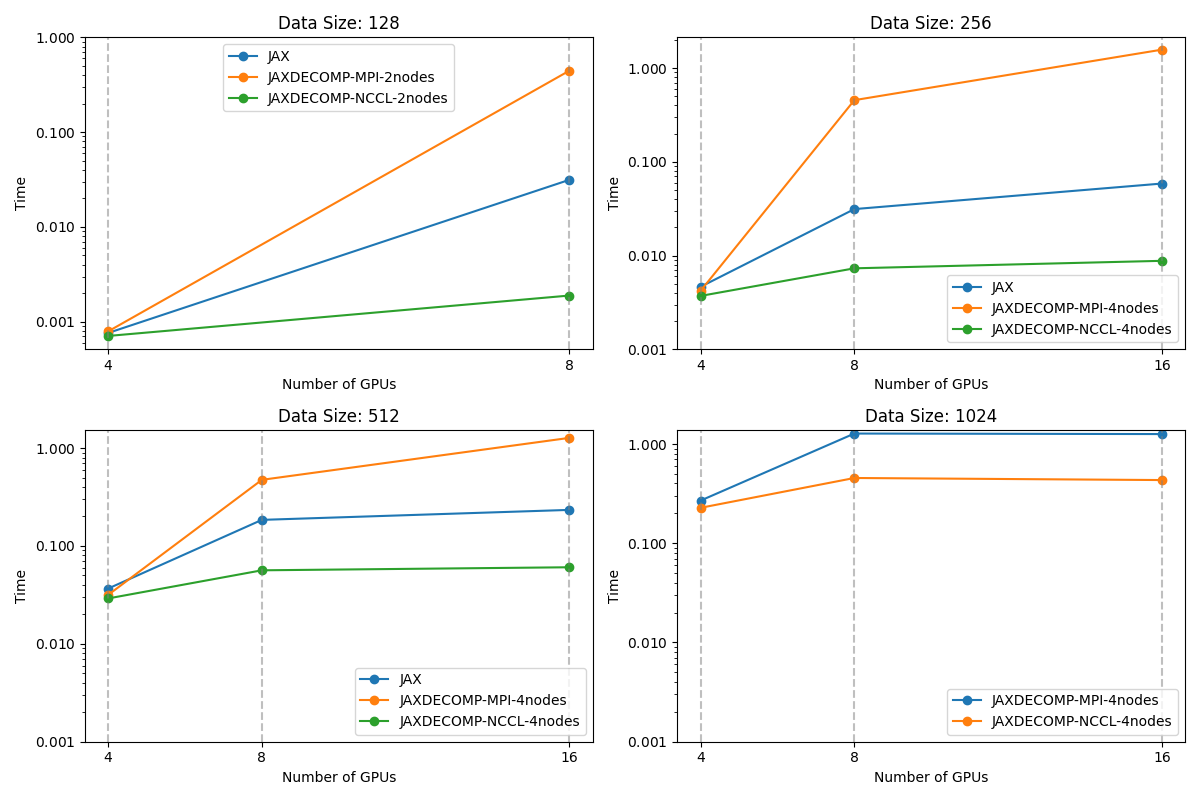 Data Size: 128
1.000
0.100
0.010
0.001
Time
JAX
JAXDECOMP-MPI-2nodes
JAXDECOMP-NCCL-2nodes
4
8
Number of GPUs
Data Size: 256
1.000
0.100
0.010
0.001
Time
JAX
JAXDECOMP-MPI-4nodes
JAXDECOMP-NCCL-4nodes
4
8
16
Number of GPUs
Data Size: 512
1.000
0.100
0.010
0.001
Time
JAX
JAXDECOMP-MPI-4nodes
JAXDECOMP-NCCL-4nodes
4
8
16
Number of GPUs
Data Size: 1024
1.000
0.100
0.010
0.001
Time
JAXDECOMP-MPI-4nodes
JAXDECOMP-NCCL-4nodes
4
8
16
Number of GPUs